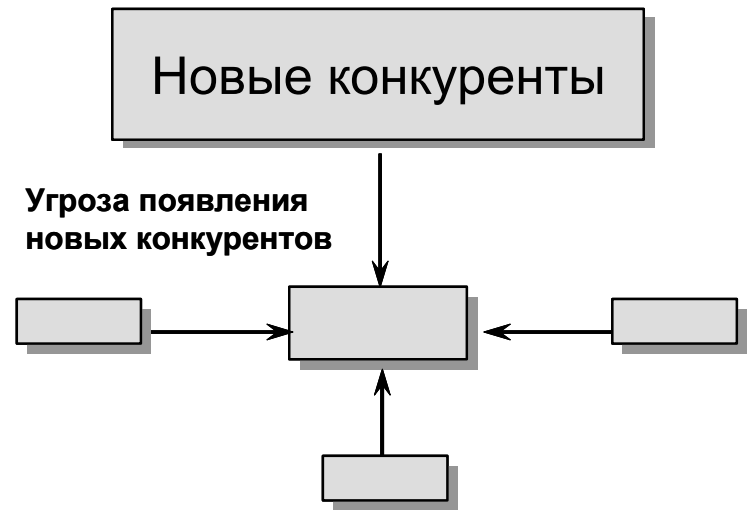 Новые конкуренты
Угроза появления
новых конкурентов